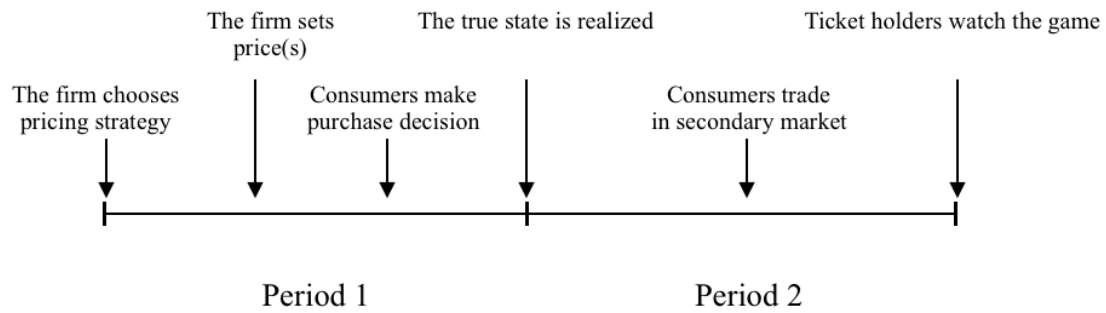 The firm sets
price(s)
The true state is realized
Ticket holders watch the game
The firm chooses
pricing strategy
Consumers make
purchase decision
Consumers trade
in secondary market
Period 1
Period 2